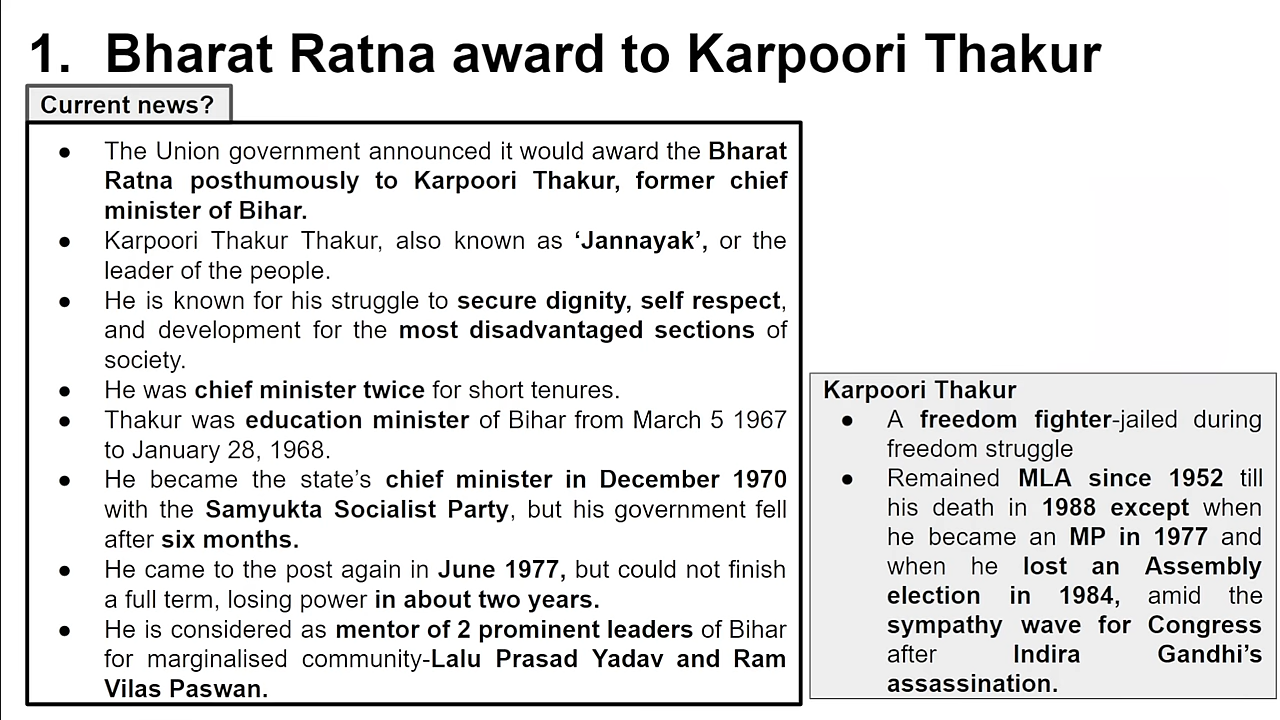 1. Bharat Ratna award to Karpoori Thakur
Current news?
● The Union government announced it would award the Bharat
Ratna posthumously to Karpoori Thakur, former chief
minister of Bihar.
● Karpoori Thakur Thakur, also known as ‘Jannayak’, or the
leader of the people.
● He is known for his struggle to secure dignity, self respect,
and development for the most disadvantaged sections of
society.
● He was chief minister twice for short tenures.
● Thakur was education minister of Bihar from March 5 1967
to January 28, 1968.
● He became the state’s chief minister in December 1970
with the Samyukta Socialist Party, but his government fell
after six months.
● He came to the post again in June 1977, but could not finish
a full term, losing power in about two years.
● He is considered as mentor of 2 prominent leaders of Bihar
for marginalised community-Lalu Prasad Yadav and Ram
Vilas Paswan.
Karpoori Thakur
● A freedom fighter-jailed during
freedom struggle
● Remained MLA since 1952 till
his death in 1988 except when
he became an MP in 1977 and
when he lost an Assembly
election in 1984, amid the
sympathy wave for Congress
after Indira Gandhi’s
assassination.